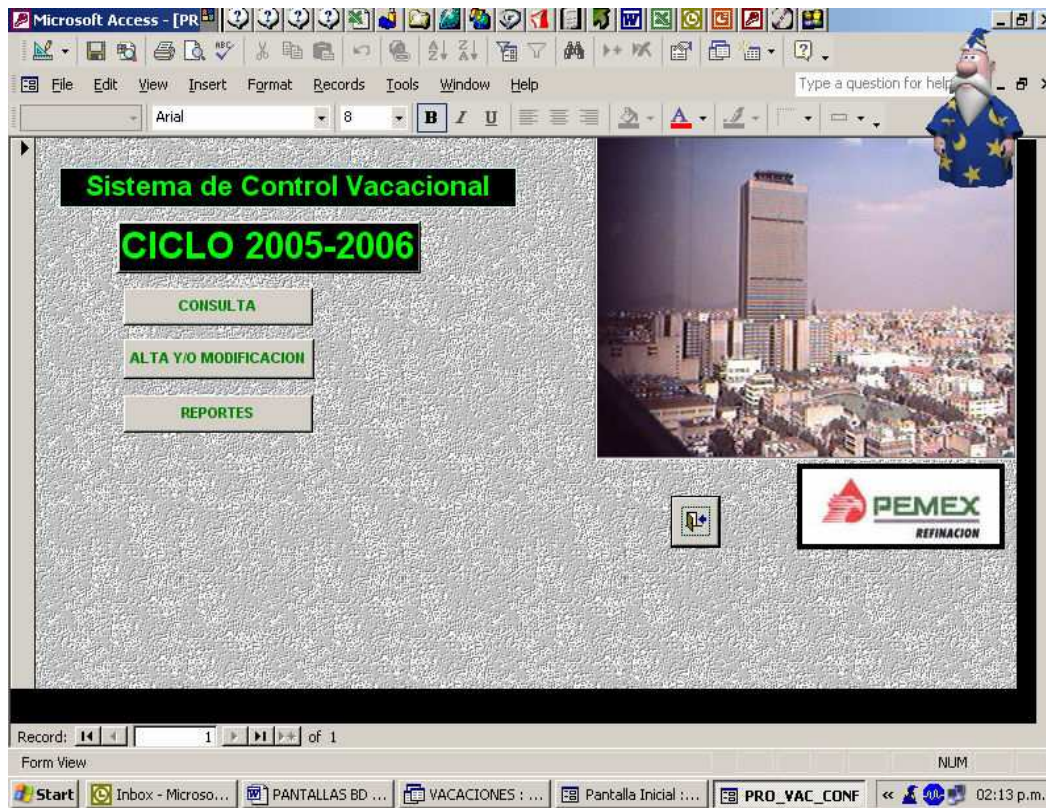 Microsoft Access - [PR
File Edit View Insert Format Records Tools Window Help
Type a question for help
Arial 8 B I U A
Sistema de Control Vacacional
CICLO 2005-2006
CONSULTA
ALTA Y/O MODIFICACION
REPORTES
PEMEX
REFINACION
Record: 1 of 1
Form View NUM
Start Inbox - Microso... PANTALLAS BD ... VACACIONES : ... Pantalla Inicial :... PRO_VAC_CONF « 02:13 p.m.